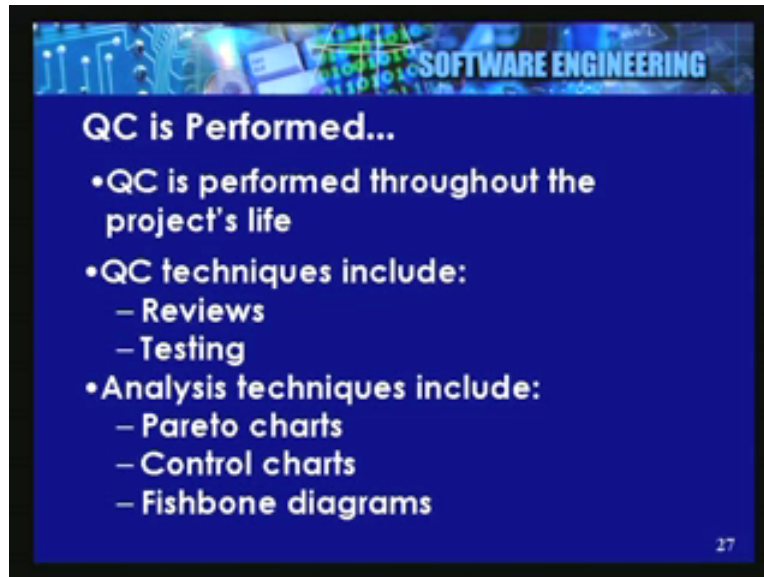 SOFTWARE ENGINEERING
QC is Performed...
•QC is performed throughout the
project's life
•QC techniques include:
– Reviews
– Testing
•Analysis techniques include:
– Pareto charts
– Control charts
– Fishbone diagrams
27